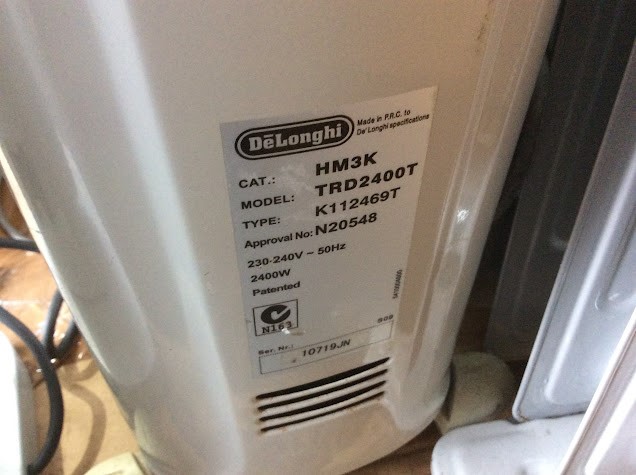 DēLonghi
Made in P.R.C. to
De'Longhi specifications
CAT.: HM3K
MODEL: TRD2400T
TYPE: K112469T
Approval No: N20548
230-240V ~ 50Hz
2400W
Patented
N163
Ser. Nr.:
10719JN